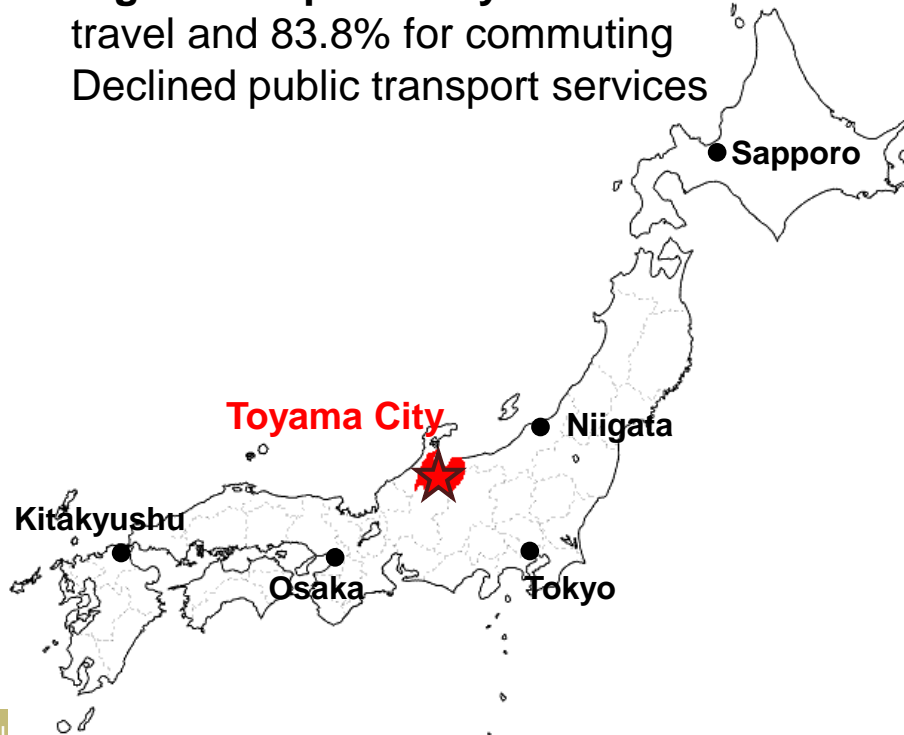 travel and 83.8% for commuting
Declined public transport services
Sapporo
Toyama City
Niigata
Kitakyushu
Osaka
Tokyo